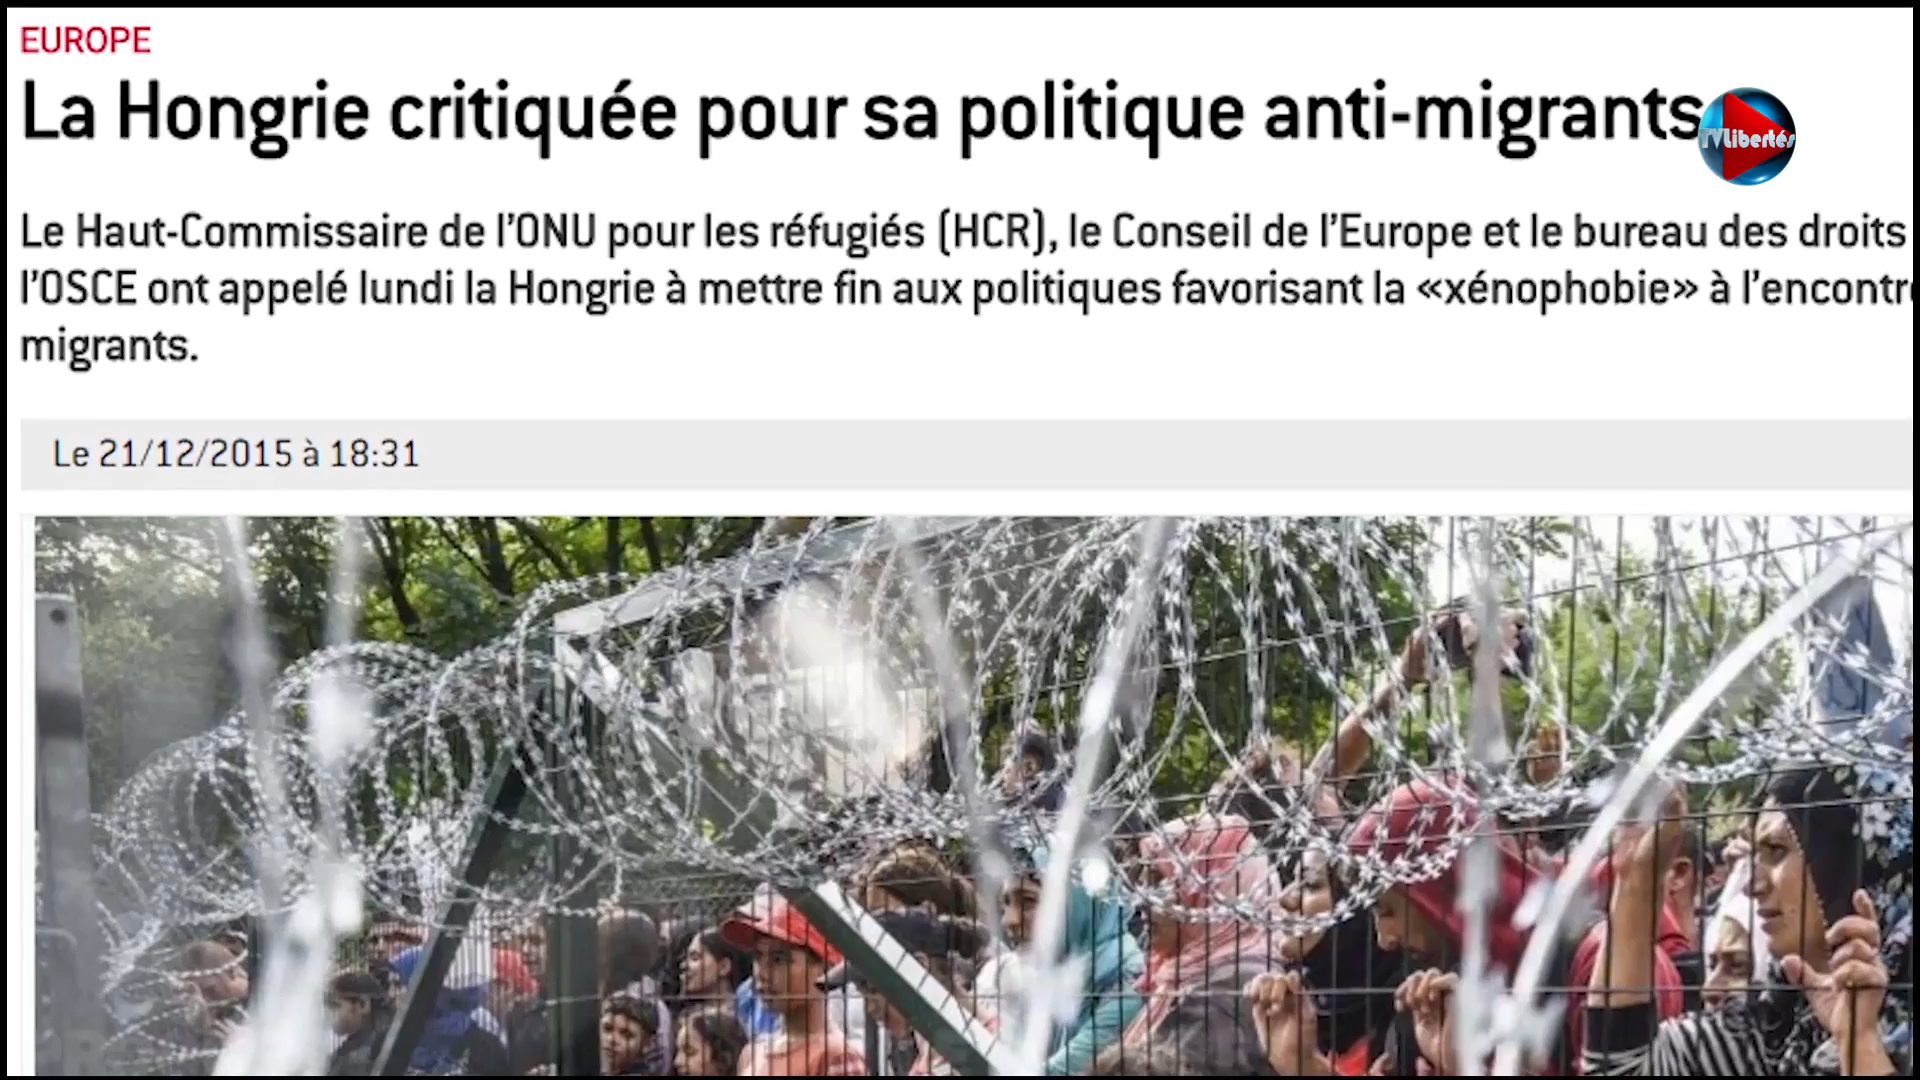 EUROPE
La Hongrie critiquée pour sa politique anti-migrants
TVLibertés
Le Haut-Commissaire de l'ONU pour les réfugiés (HCR), le Conseil de l'Europe et le bureau des droits
l'OSCE ont appelé lundi la Hongrie à mettre fin aux politiques favorisant la «xénophobie» à l'encontre
migrants.
Le 21/12/2015 à 18:31